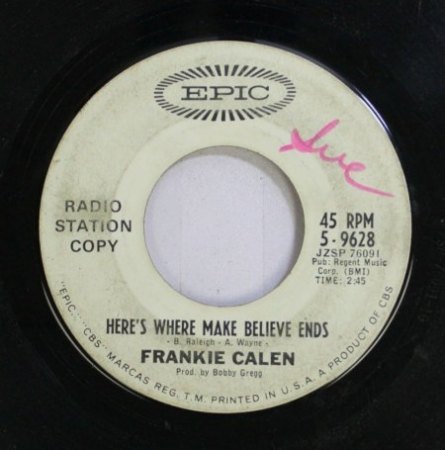 EPIC
Sue
RADIO
STATION
COPY
45 RPM
5-9628
JZSP 76091
Pub: Regent Music
Corp. (BMI)
TIME: 2:45
HERE'S WHERE MAKE BELIEVE ENDS
- B. Raleigh - A. Wayne -
FRANKIE CALEN
Prod. by Bobby Gregg
"EPIC", "CBS" MARCAS REG. T.M. PRINTED IN U.S.A. A PRODUCT OF CBS